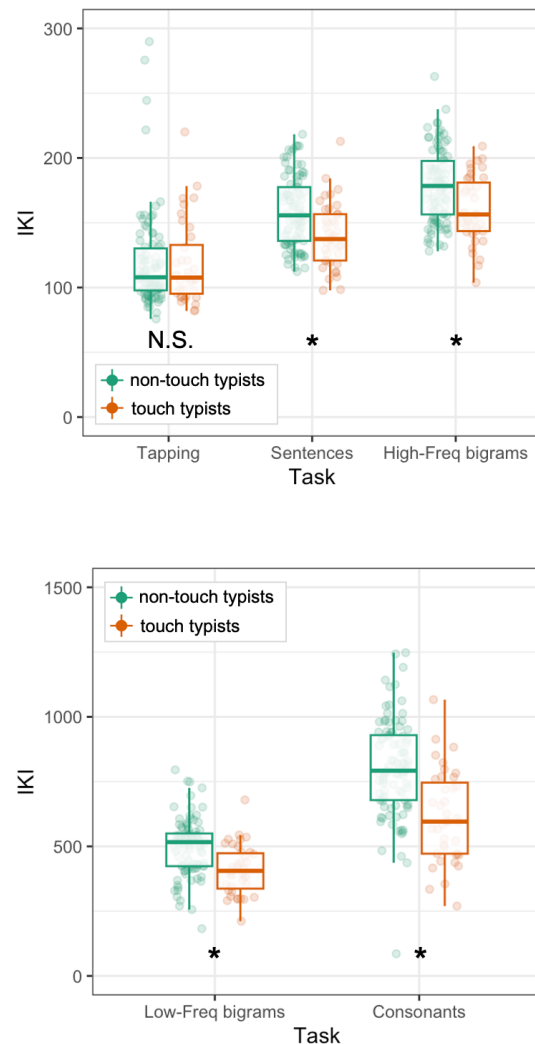 300
200
100
0
IKI
N.S.
*
*
non-touch typists
touch typists
Tapping
Sentences
High-Freq bigrams
Task
1500
1000
500
0
IKI
non-touch typists
touch typists
*
*
Low-Freq bigrams
Consonants
Task